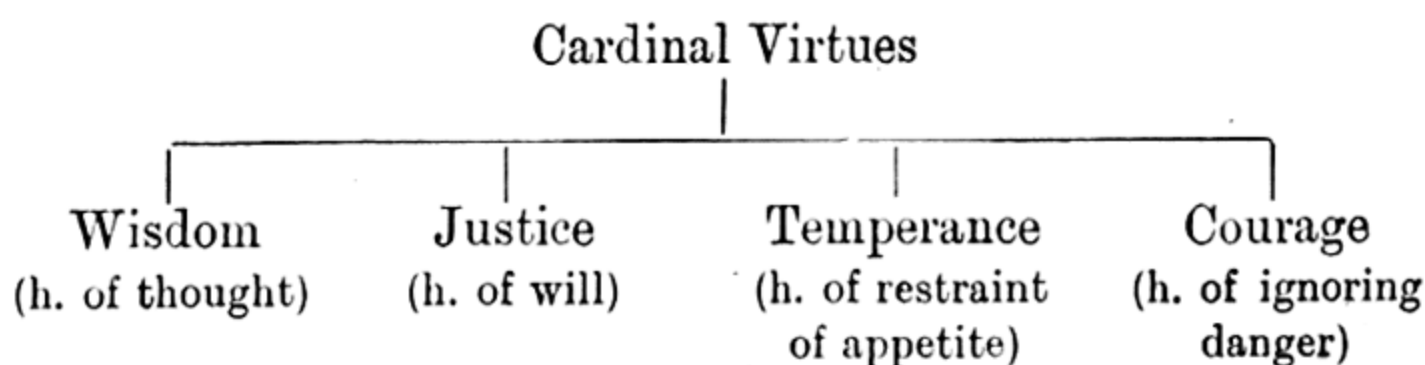 Cardinal Virtues
Wisdom Justice Temperance Courage
(h. of thought) (h. of will) (h. of restraint (h. of ignoring
of appetite) danger)